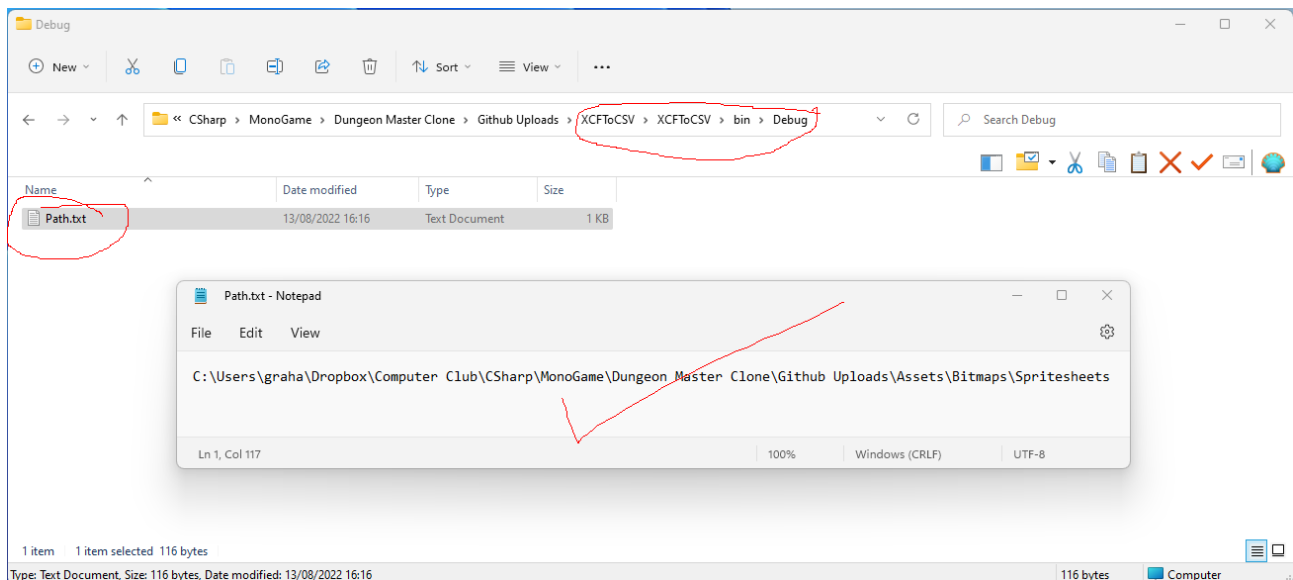 Debug
New Sort View ...
« CSharp > MonoGame > Dungeon Master Clone > Github Uploads > XCFToCSV > XCFToCSV > bin > Debug Search Debug
Name Date modified Type Size
Path.txt 13/08/2022 16:16 Text Document 1 KB
Path.txt - Notepad
File Edit View
C:\Users\graha\Dropbox\Computer Club\CSharp\MonoGame\Dungeon Master Clone\Github Uploads\Assets\Bitmaps\Spritesheets
Ln 1, Col 117 100% Windows (CRLF) UTF-8
1 item 1 item selected 116 bytes
Type: Text Document, Size: 116 bytes, Date modified: 13/08/2022 16:16 116 bytes Computer